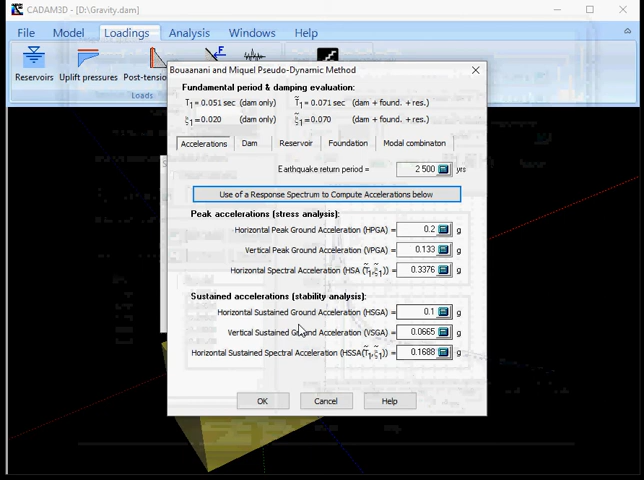 CADAM3D - [D:\Gravity.dam]
File Model Loadings Analysis Windows Help
Reservoirs Uplift pressures Post-tension
Loads
Bouaanani and Miquel Pseudo-Dynamic Method
Fundamental period & damping evaluation:
T1=0.051 sec (dam only) T̃1=0.071 sec (dam + found. + res.)
ξ1=0.020 (dam only) ξ̃1=0.070 (dam + found. + res.)
Accelerations Dam Reservoir Foundation Modal combination
Earthquake return period = 2 500 yrs
Use of a Response Spectrum to Compute Accelerations below
Peak accelerations (stress analysis):
Horizontal Peak Ground Acceleration (HPGA) = 0.2 g
Vertical Peak Ground Acceleration (VPGA) = 0.133 g
Horizontal Spectral Acceleration (HSA (T̃1,ξ̃1)) = 0.3376 g
Sustained accelerations (stability analysis):
Horizontal Sustained Ground Acceleration (HSGA) = 0.1 g
Vertical Sustained Ground Acceleration (VSGA) = 0.0665 g
Horizontal Sustained Spectral Acceleration (HSSA(T̃1,ξ̃1)) = 0.1688 g
OK Cancel Help